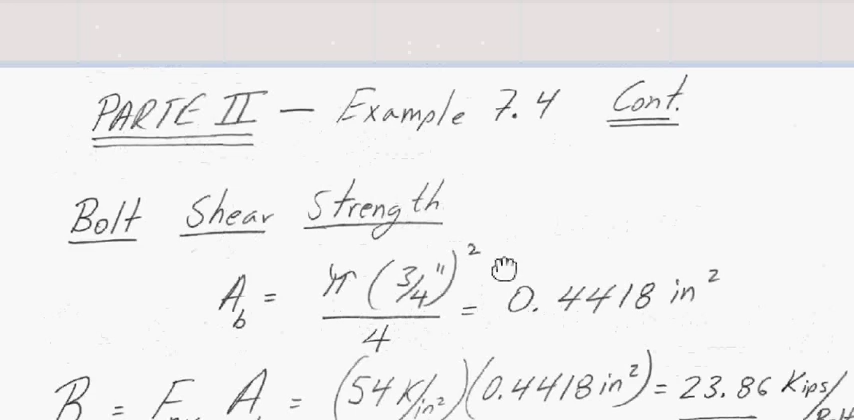 PARTE II — Example 7.4 Cont.
Bolt Shear Strength
A_b = π (3/4")² / 4 = 0.4418 in²
= A = (54 K/in²)(0.4418 in²) = 23.86 Kips/